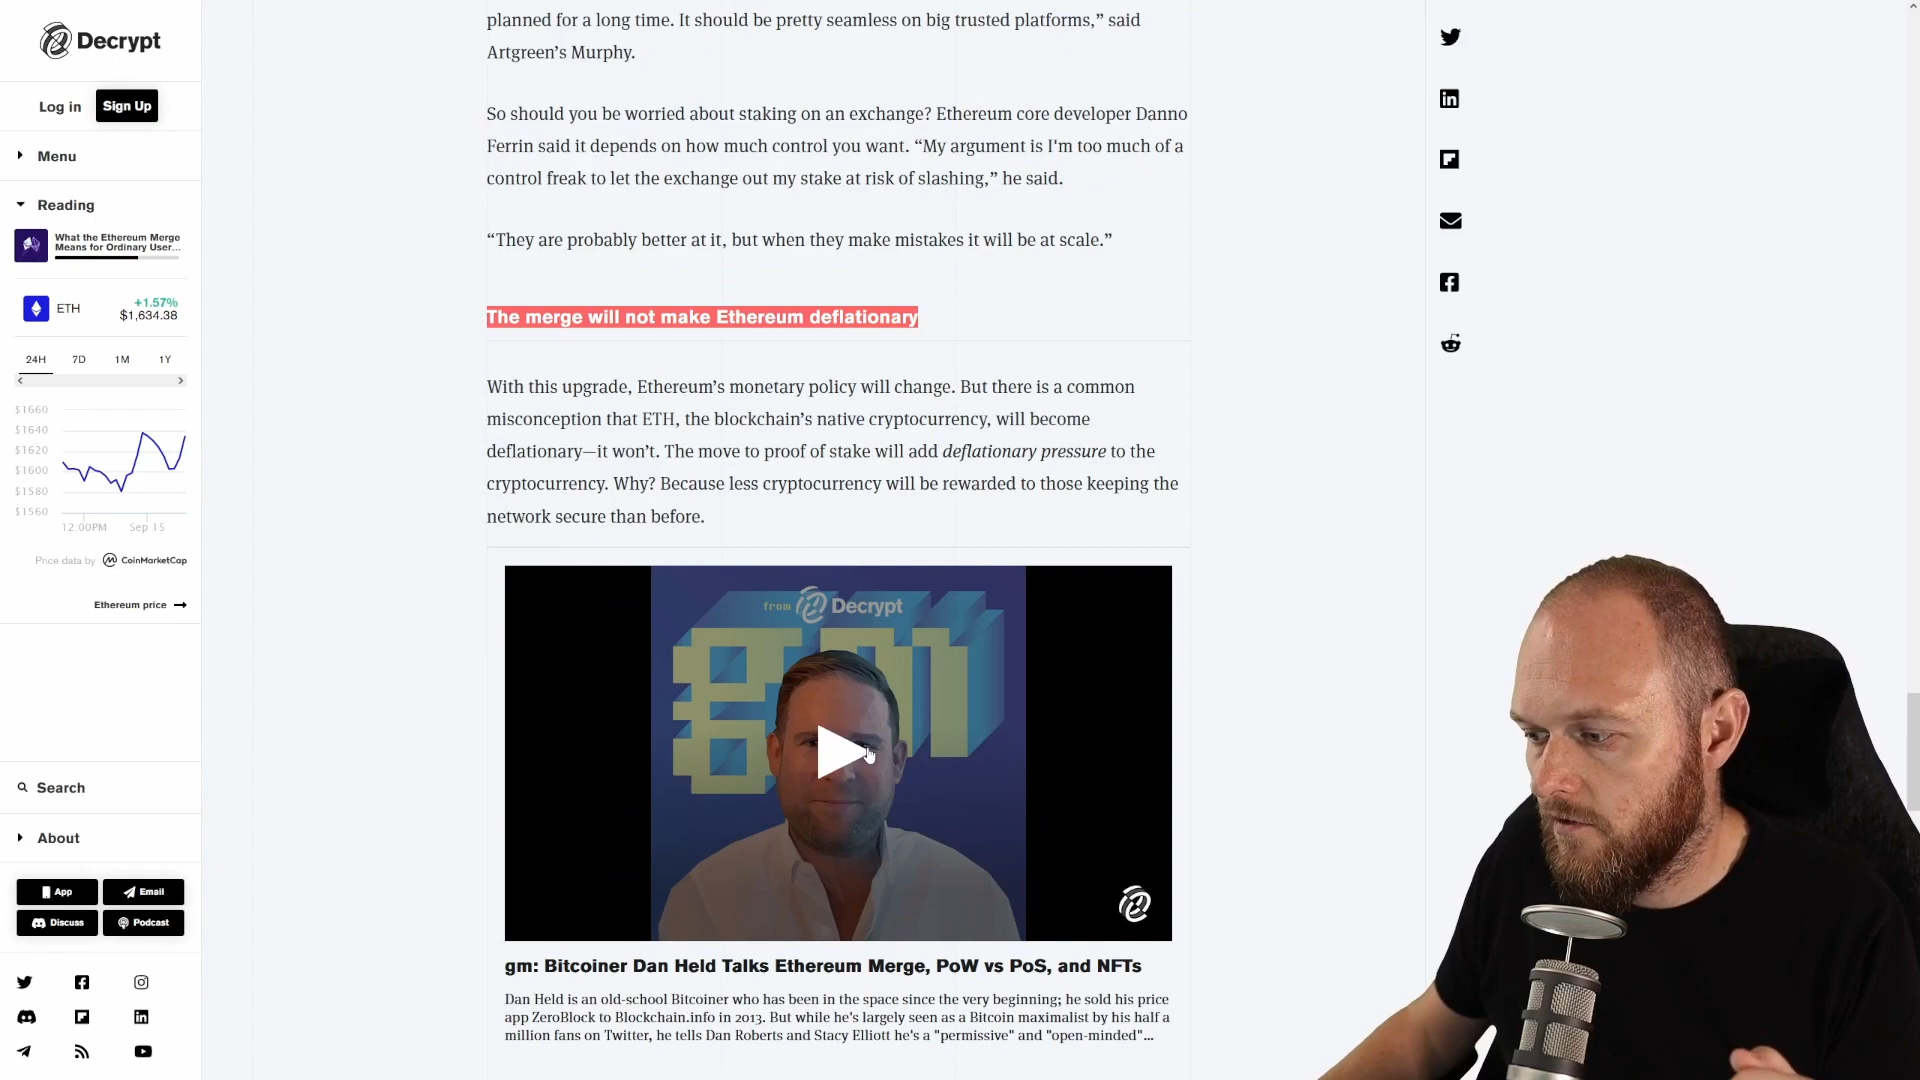 Decrypt
Log in
Sign Up
Menu
Reading
What the Ethereum Merge
Means for Ordinary User...
ETH
+1.57%
$1,634.38
24H 7D 1M 1Y
$1660
$1640
$1620
$1600
$1580
$1560
12:00PM Sep 15
Price data by CoinMarketCap
Ethereum price
Search
About
App
Email
Discuss
Podcast
planned for a long time. It should be pretty seamless on big trusted platforms,” said
Artgreen’s Murphy.
So should you be worried about staking on an exchange? Ethereum core developer Danno
Ferrin said it depends on how much control you want. “My argument is I'm too much of a
control freak to let the exchange out my stake at risk of slashing,” he said.
“They are probably better at it, but when they make mistakes it will be at scale.”
The merge will not make Ethereum deflationary
With this upgrade, Ethereum’s monetary policy will change. But there is a common
misconception that ETH, the blockchain’s native cryptocurrency, will become
deflationary—it won’t. The move to proof of stake will add deflationary pressure to the
cryptocurrency. Why? Because less cryptocurrency will be rewarded to those keeping the
network secure than before.
from Decrypt
gm
gm: Bitcoiner Dan Held Talks Ethereum Merge, PoW vs PoS, and NFTs
Dan Held is an old-school Bitcoiner who has been in the space since the very beginning; he sold his price
app ZeroBlock to Blockchain.info in 2013. But while he's largely seen as a Bitcoin maximalist by his half a
million fans on Twitter, he tells Dan Roberts and Stacy Elliott he's a "permissive" and "open-minded"...